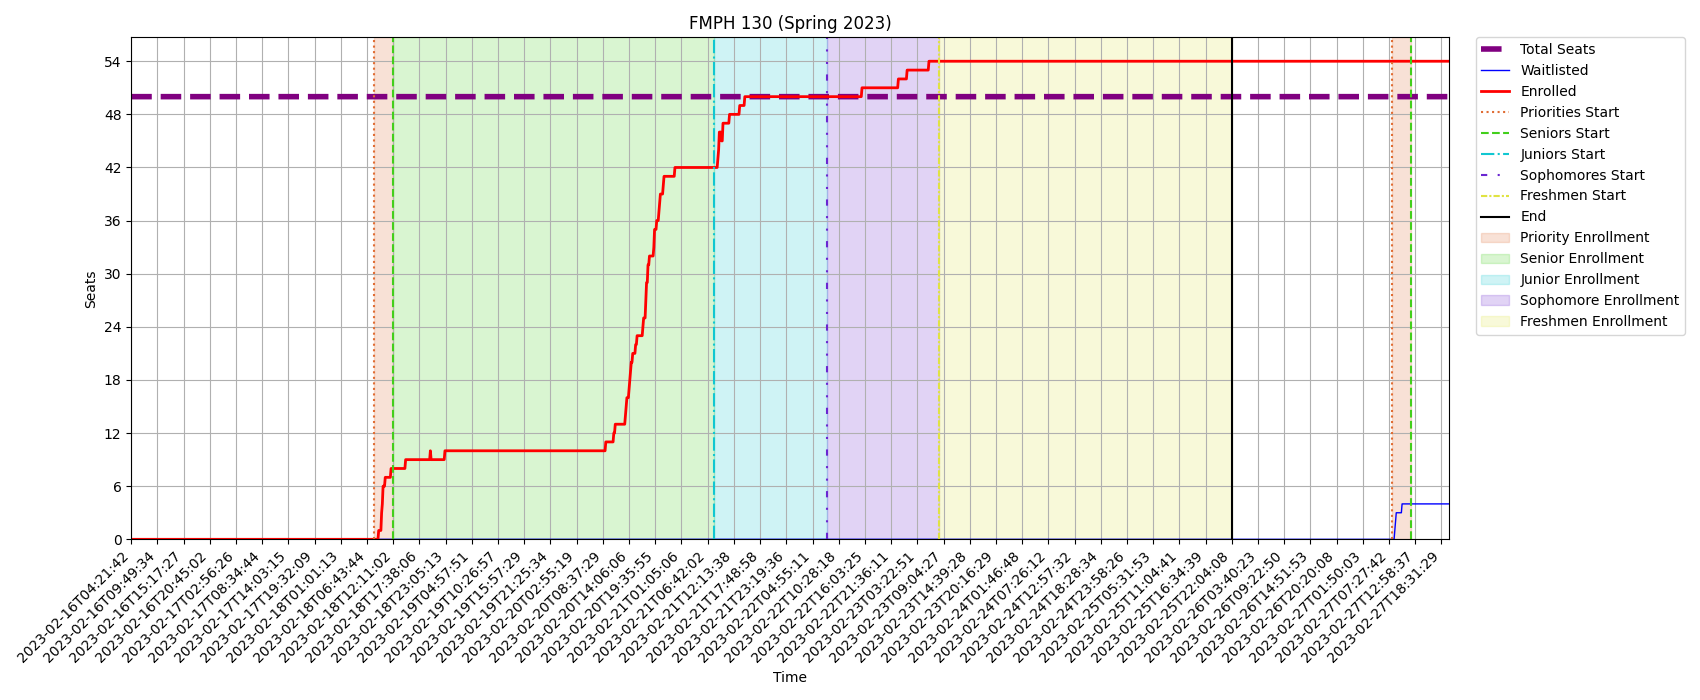 FMPH 130 (Spring 2023)
Seats
54
48
42
36
30
24
18
12
6
0
2023-02-16T04:21:42
2023-02-16T09:49:34
2023-02-16T15:17:27
2023-02-16T20:45:02
2023-02-17T02:56:26
2023-02-17T08:34:44
2023-02-17T14:03:15
2023-02-17T19:32:09
2023-02-18T01:01:13
2023-02-18T06:43:44
2023-02-18T12:11:02
2023-02-18T17:38:06
2023-02-18T23:05:13
2023-02-19T04:57:51
2023-02-19T10:26:57
2023-02-19T15:57:29
2023-02-19T21:25:34
2023-02-20T02:55:19
2023-02-20T08:37:29
2023-02-20T14:06:06
2023-02-20T19:35:55
2023-02-21T01:05:06
2023-02-21T06:42:02
2023-02-21T12:13:38
2023-02-21T17:48:58
2023-02-21T23:19:36
2023-02-22T04:55:11
2023-02-22T10:28:18
2023-02-22T16:03:25
2023-02-22T21:36:11
2023-02-23T03:22:51
2023-02-23T09:04:27
2023-02-23T14:39:28
2023-02-23T20:16:29
2023-02-24T01:46:48
2023-02-24T07:26:12
2023-02-24T12:57:32
2023-02-24T18:28:34
2023-02-24T23:58:26
2023-02-25T05:31:53
2023-02-25T11:04:41
2023-02-25T16:34:39
2023-02-25T22:04:08
2023-02-26T03:40:23
2023-02-26T09:22:50
2023-02-26T14:51:53
2023-02-26T20:20:08
2023-02-27T01:50:03
2023-02-27T07:27:42
2023-02-27T12:58:37
2023-02-27T18:31:29
Time
Total Seats
Waitlisted
Enrolled
Priorities Start
Seniors Start
Juniors Start
Sophomores Start
Freshmen Start
End
Priority Enrollment
Senior Enrollment
Junior Enrollment
Sophomore Enrollment
Freshmen Enrollment